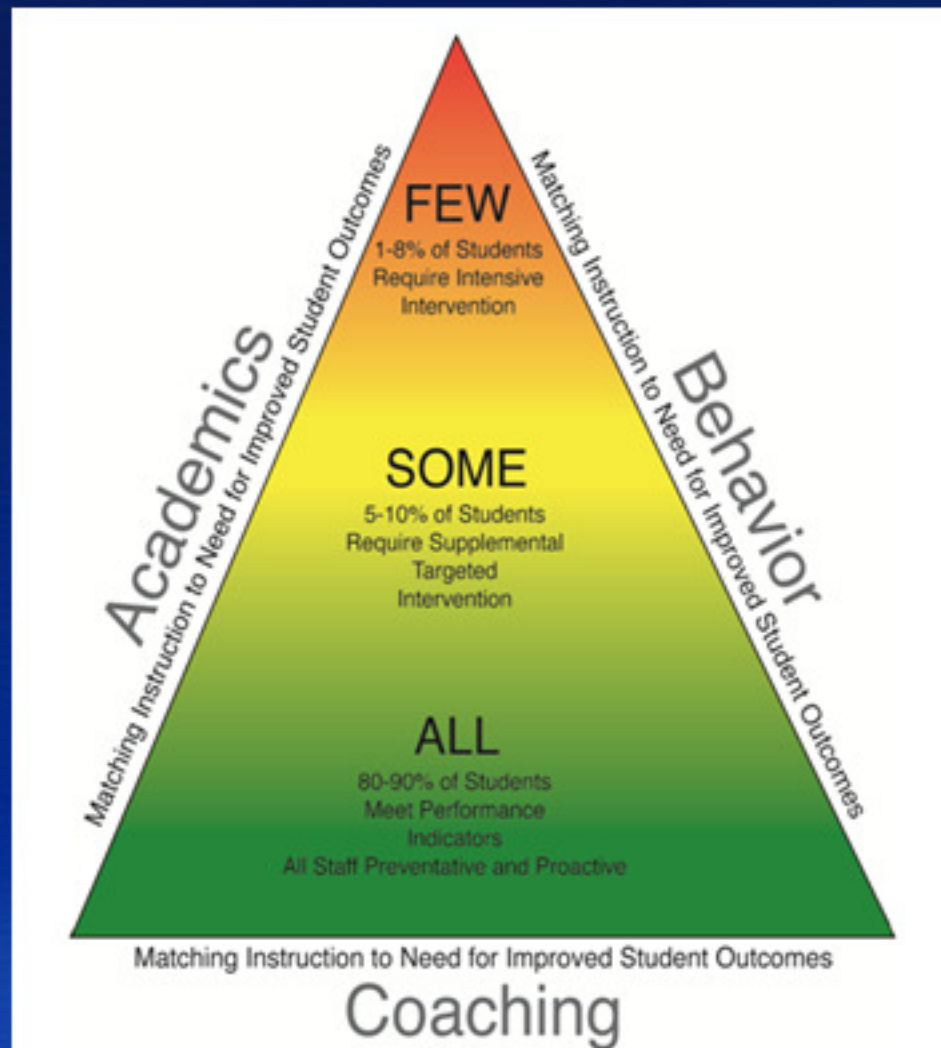 FEW
1-8% of Students
Require Intensive
Intervention
SOME
5-10% of Students
Require Supplemental
Targeted
Intervention
ALL
80-90% of Students
Meet Performance
Indicators
All Staff Preventative and Proactive
Academics
Matching Instruction to Need for Improved Student Outcomes
Behavior
Matching Instruction to Need for Improved Student Outcomes
Matching Instruction to Need for Improved Student Outcomes
Coaching